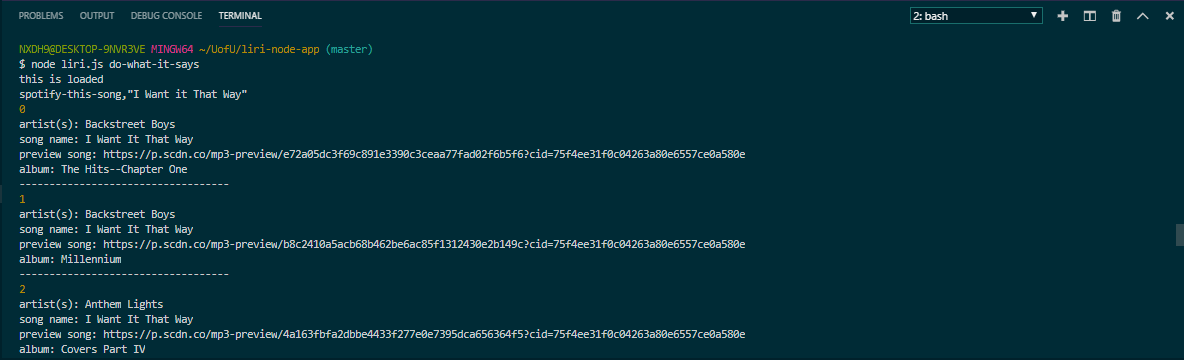 PROBLEMS OUTPUT DEBUG CONSOLE TERMINAL 2: bash
NXDH9@DESKTOP-9NVR3VE MINGW64 ~/UofU/liri-node-app (master)
$ node liri.js do-what-it-says
this is loaded
spotify-this-song,"I Want it That Way"
0
artist(s): Backstreet Boys
song name: I Want It That Way
preview song: https://p.scdn.co/mp3-preview/e72a05dc3f69c891e3390c3ceaa77fad02f6b5f6?cid=75f4ee31f0c04263a80e6557ce0a580e
album: The Hits--Chapter One
-----------------------------------
1
artist(s): Backstreet Boys
song name: I Want It That Way
preview song: https://p.scdn.co/mp3-preview/b8c2410a5acb68b462be6ac85f1312430e2b149c?cid=75f4ee31f0c04263a80e6557ce0a580e
album: Millennium
-----------------------------------
2
artist(s): Anthem Lights
song name: I Want It That Way
preview song: https://p.scdn.co/mp3-preview/4a163fbfa2dbbe4433f277e0e7395dca656364f5?cid=75f4ee31f0c04263a80e6557ce0a580e
album: Covers Part IV